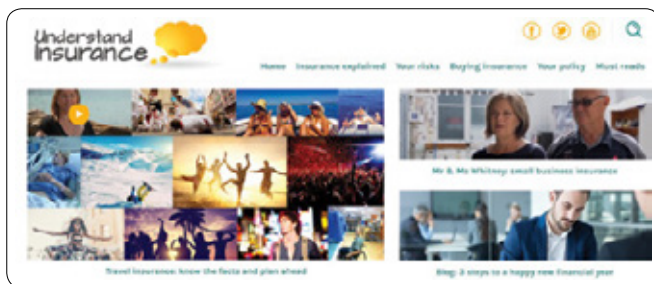 Understand
Insurance
Home Insurance explained Your risks Buying insurance Your policy Must reads
Mr & Ms Whitney: small business insurance
Travel insurance: know the facts and plan ahead
Blog: 3 steps to a happy new financial year